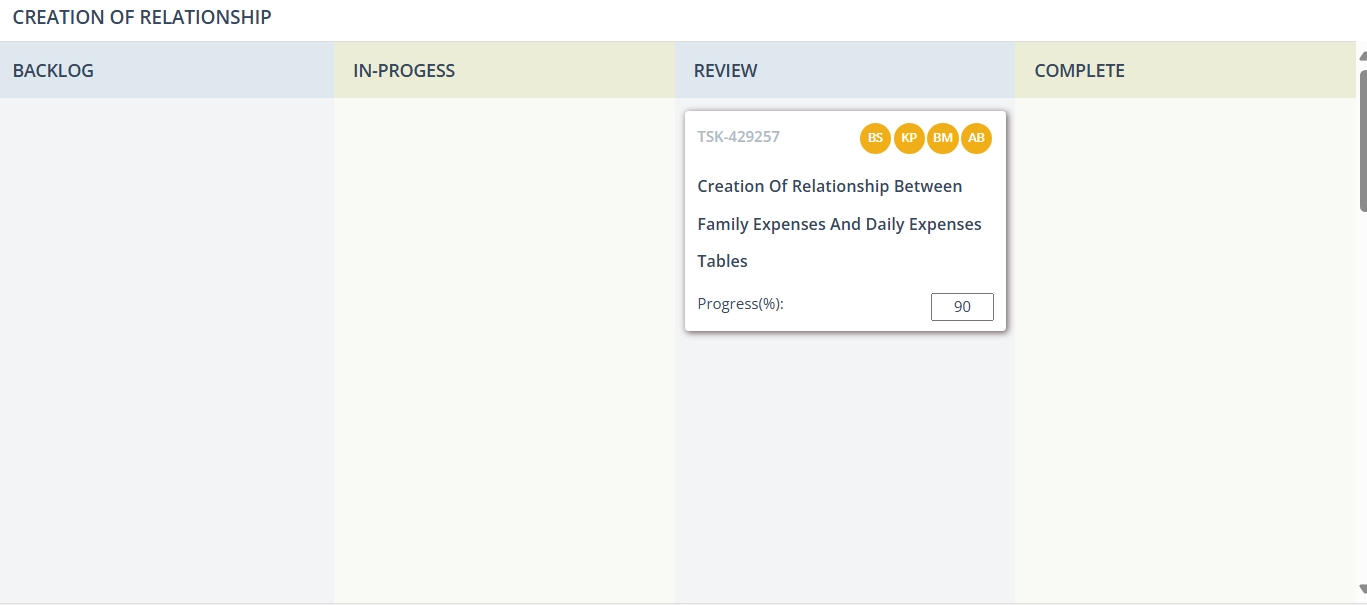 CREATION OF RELATIONSHIP
BACKLOG
IN-PROGESS
REVIEW
COMPLETE
TSK-429257
BS
KP
BM
AB
Creation Of Relationship Between
Family Expenses And Daily Expenses
Tables
Progress(%):
90